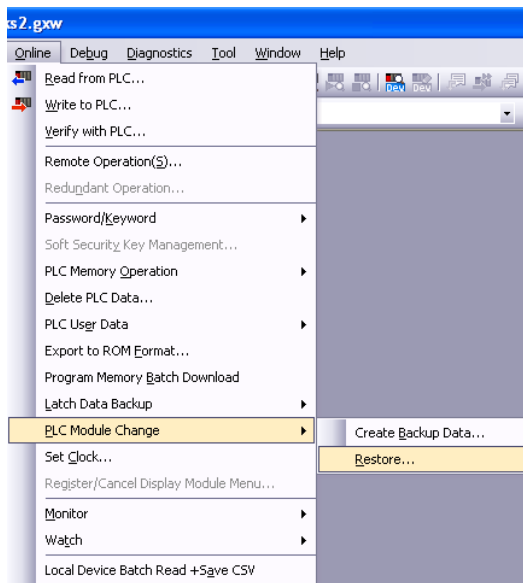 ks2.gxw
Online Debug Diagnostics Tool Window Help
Read from PLC...
Write to PLC...
Verify with PLC...
Remote Operation(S)...
Redundant Operation...
Password/Keyword
Soft Security Key Management...
PLC Memory Operation
Delete PLC Data...
PLC User Data
Export to ROM Format...
Program Memory Batch Download
Latch Data Backup
PLC Module Change
Create Backup Data...
Restore...
Set Clock...
Register/Cancel Display Module Menu...
Monitor
Watch
Local Device Batch Read +Save CSV
Dev Dev